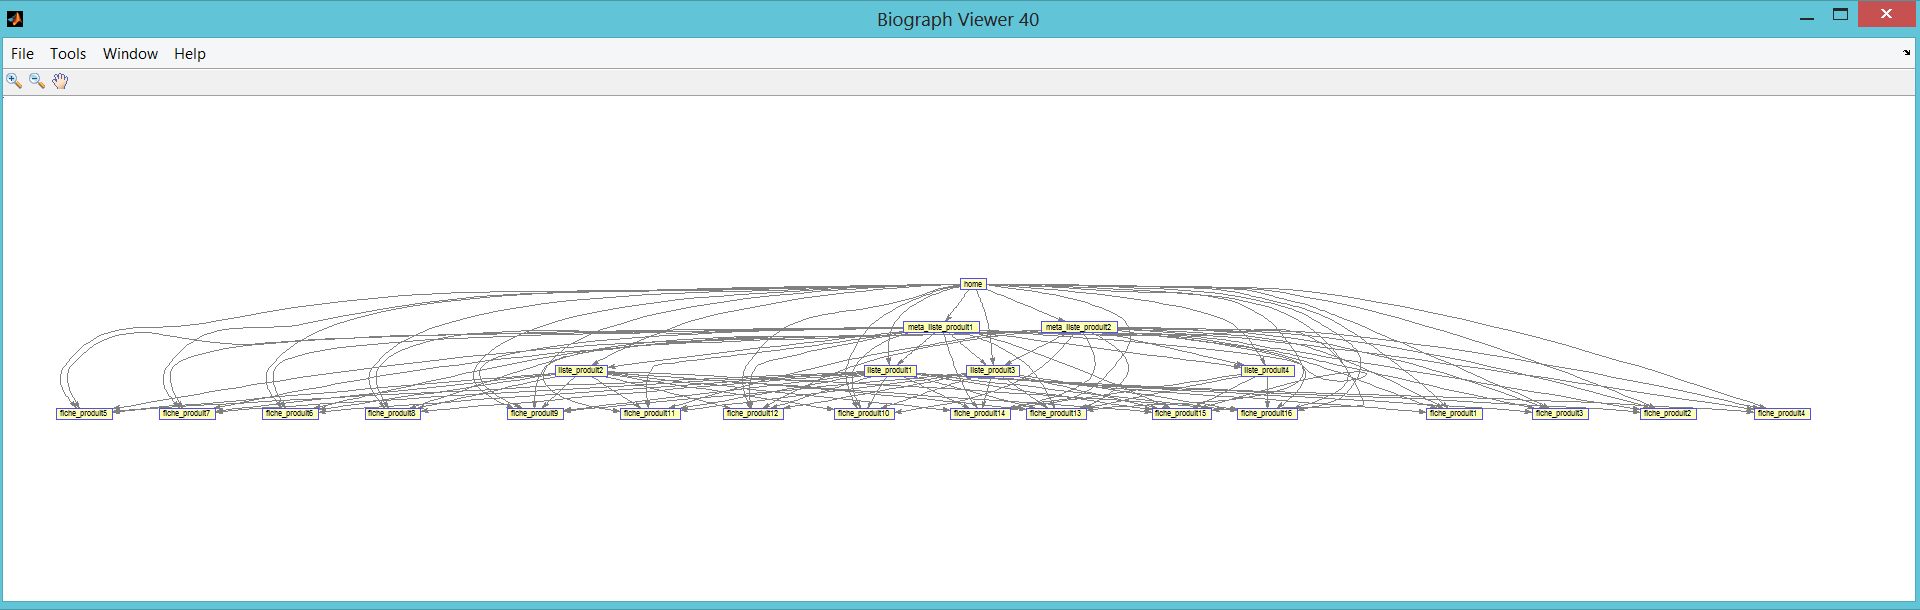 Biograph Viewer 40
File Tools Window Help
home
meta_liste_produit1 meta_liste_produit2
liste_produit2 liste_produit1 liste_produit3 liste_produit4
fiche_produit5 fiche_produit7 fiche_produit6 fiche_produit8 fiche_produit9 fiche_produit11 fiche_produit12 fiche_produit10 fiche_produit14 fiche_produit13 fiche_produit15 fiche_produit16 fiche_produit1 fiche_produit3 fiche_produit2 fiche_produit4